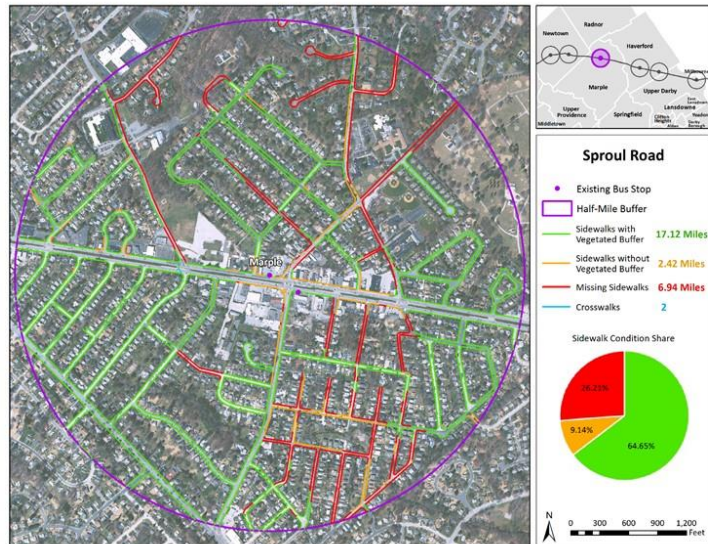 Radnor
Newtown
Haverford
Marple
Upper Derby
Upper
Providence
Springfield
Lansdowne
Middletown
Sproul Road
Existing Bus Stop
Half-Mile Buffer
Sidewalks with
Vegetated Buffer
17.12 Miles
Sidewalks without
Vegetated Buffer
2.42 Miles
Missing Sidewalks
6.94 Miles
Crosswalks
2
Marple
Sidewalk Condition Share
26.21%
9.14%
64.65%
N
0 300 600 900 1,200
Feet